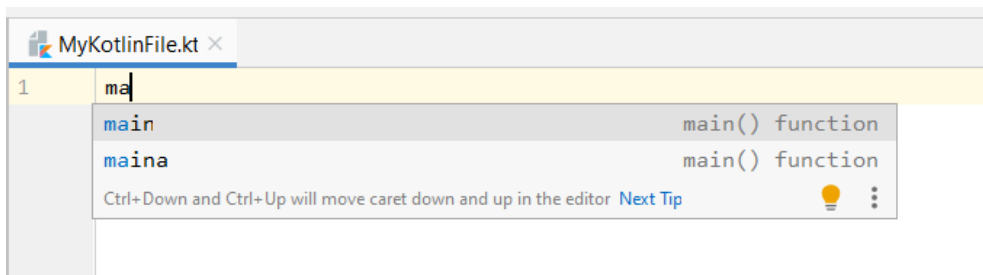 MyKotlinFile.kt
1 ma
main main() function
maina main() function
Ctrl+Down and Ctrl+Up will move caret down and up in the editor Next Tip